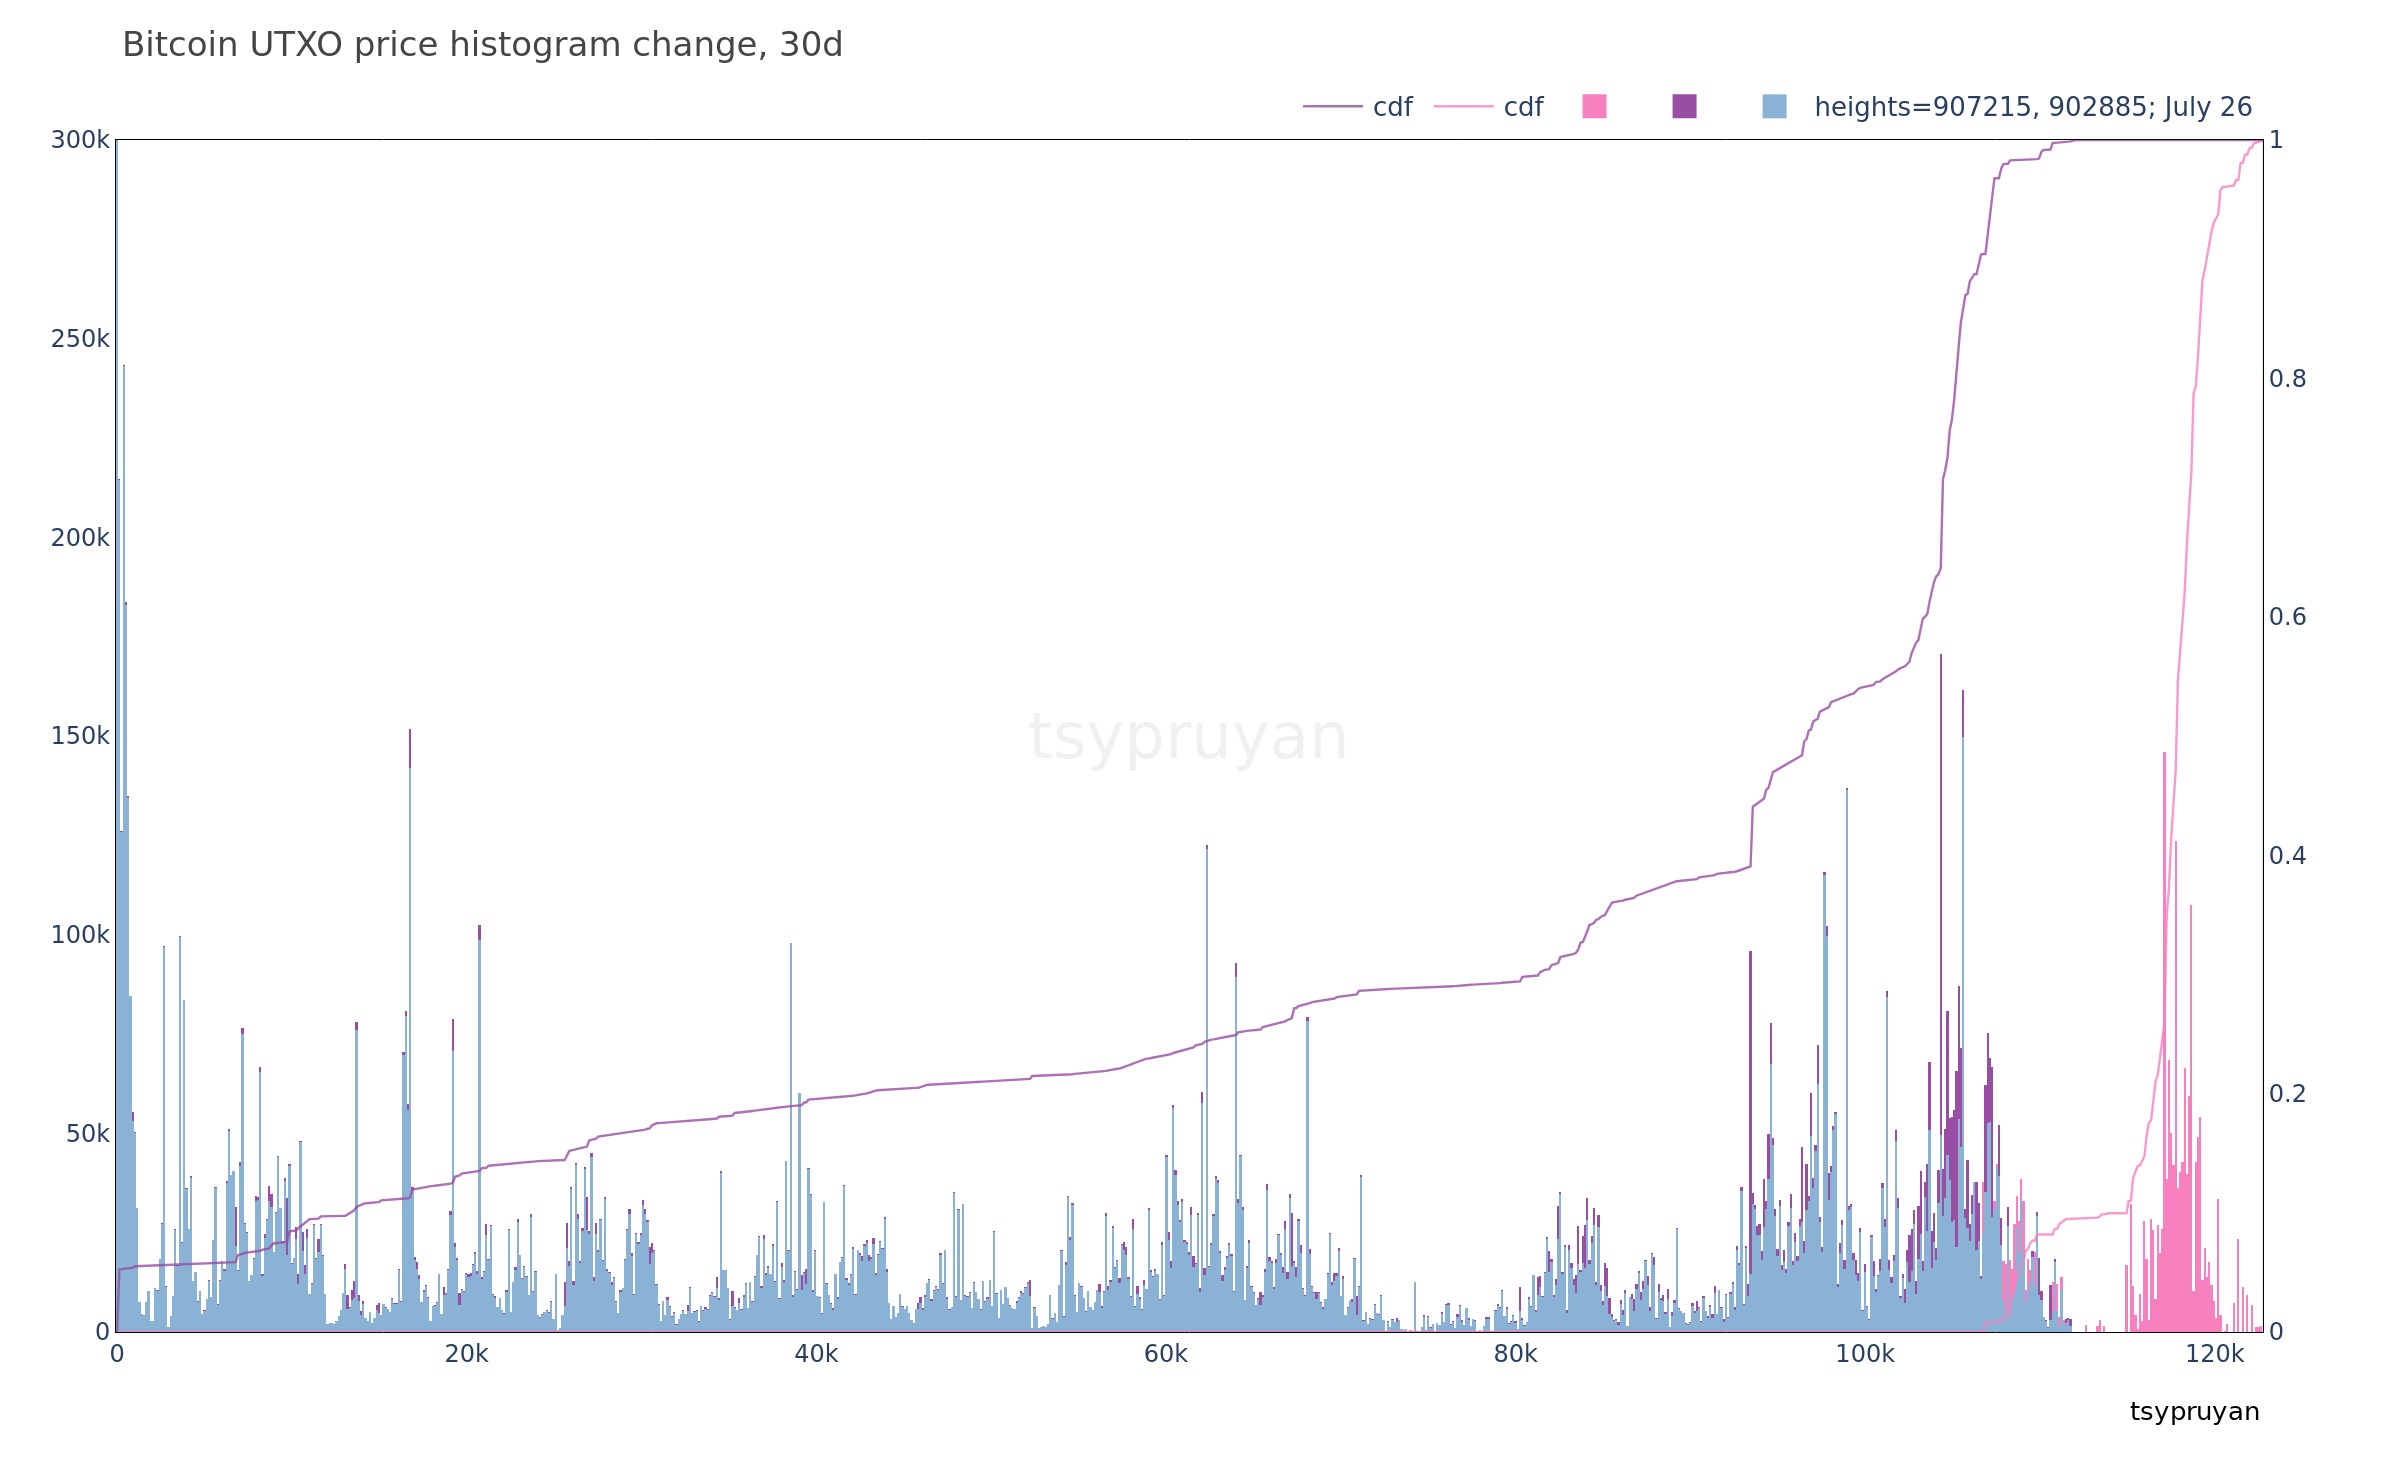 Bitcoin UTXO price histogram change, 30d
cdf cdf heights=907215, 902885; July 26
300k 1
250k
0.8
200k
0.6
150k
tsypruyan
0.4
100k
0.2
50k
0 0
0 20k 40k 60k 80k 100k 120k
tsypruyan